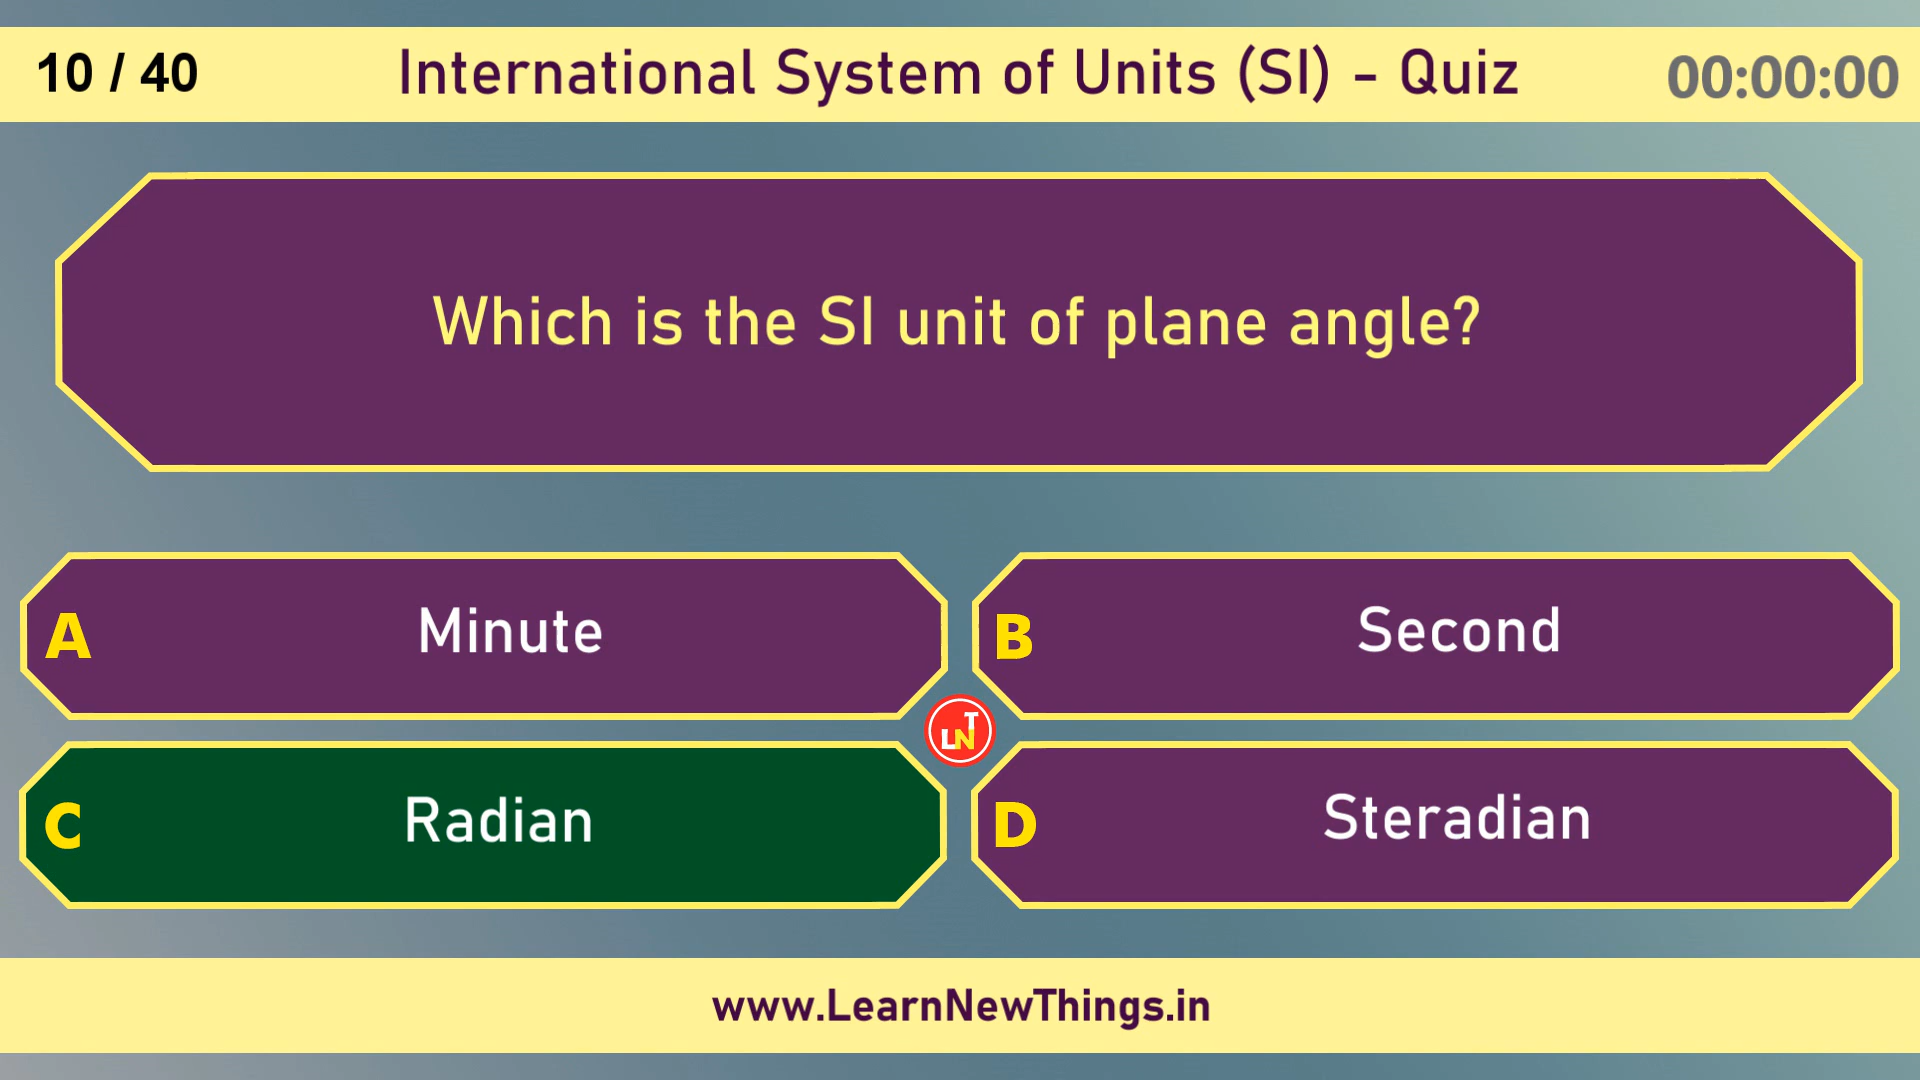 10 / 40
International System of Units (SI) - Quiz
00:00:00
Which is the SI unit of plane angle?
A
Minute
B
Second
LNT
C
Radian
D
Steradian
www.LearnNewThings.in